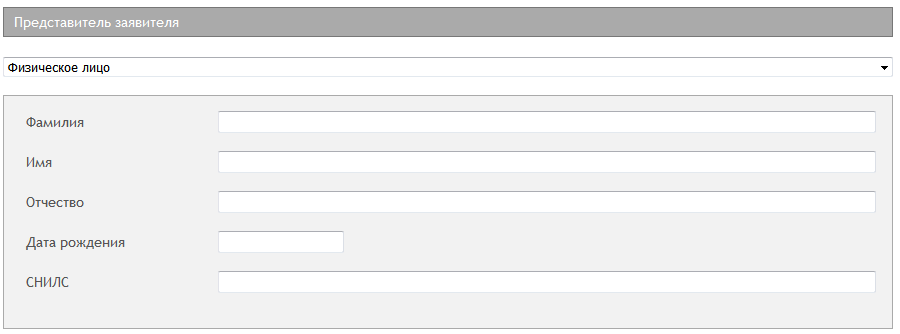 Представитель заявителя
Физическое лицо
Фамилия
Имя
Отчество
Дата рождения
СНИЛС